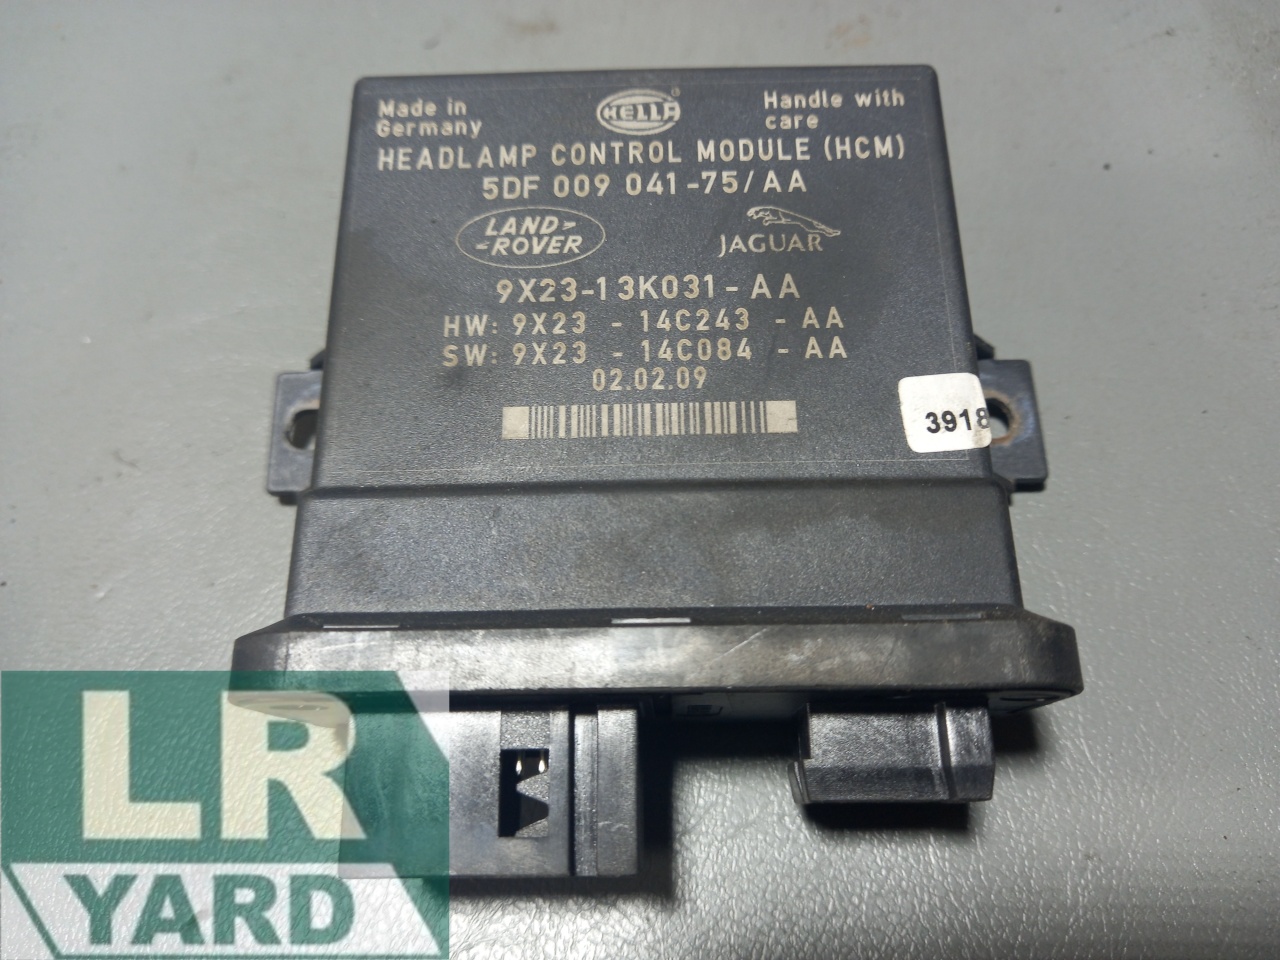 Made in
Germany
HELLA
®
Handle with
care
HEADLAMP CONTROL MODULE (HCM)
5DF 009 041-75/AA
LAND-
-ROVER
JAGUAR
9X23-13K031-AA
HW: 9X23 - 14C243 - AA
SW: 9X23 - 14C084 - AA
02.02.09
3918
LR
YARD